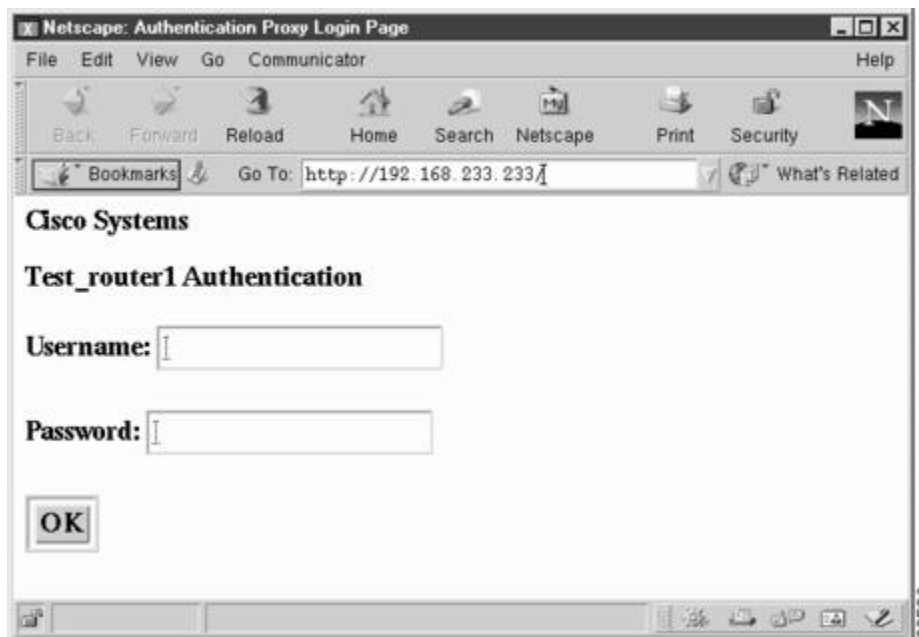 Netscape: Authentication Proxy Login Page
File Edit View Go Communicator Help
Back Forward Reload Home Search Netscape Print Security
My
N
Bookmarks Go To: http://192.168.233.233/ What's Related
Cisco Systems
Test_router1 Authentication
Username:
Password:
OK